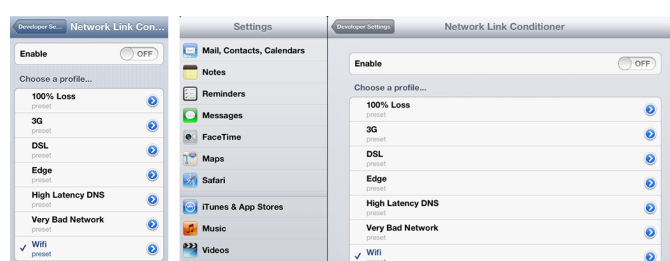 Developer Se...
Network Link Con...
Enable
OFF
Choose a profile...
100% Loss
preset
3G
preset
DSL
preset
Edge
preset
High Latency DNS
preset
Very Bad Network
preset
Wifi
preset
Settings
Mail, Contacts, Calendars
Notes
Reminders
Messages
FaceTime
Maps
Safari
iTunes & App Stores
Music
Videos
Developer Settings
Network Link Conditioner
Enable
OFF
Choose a profile...
100% Loss
preset
3G
preset
DSL
preset
Edge
preset
High Latency DNS
preset
Very Bad Network
preset
Wifi